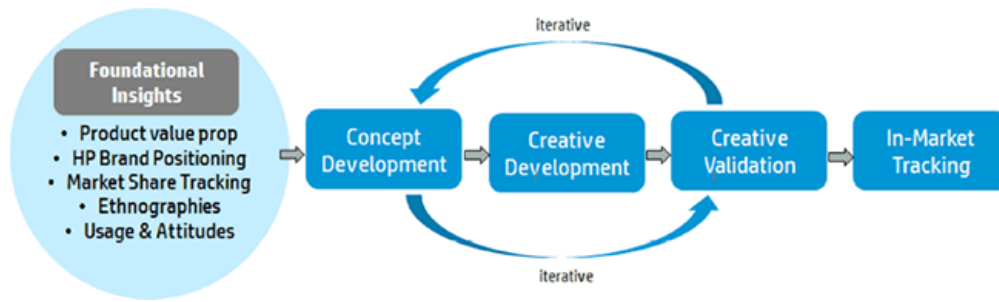 iterative
Foundational
Insights
• Product value prop
• HP Brand Positioning
• Market Share Tracking
• Ethnographies
• Usage & Attitudes
Concept
Development
Creative
Development
Creative
Validation
In-Market
Tracking
iterative